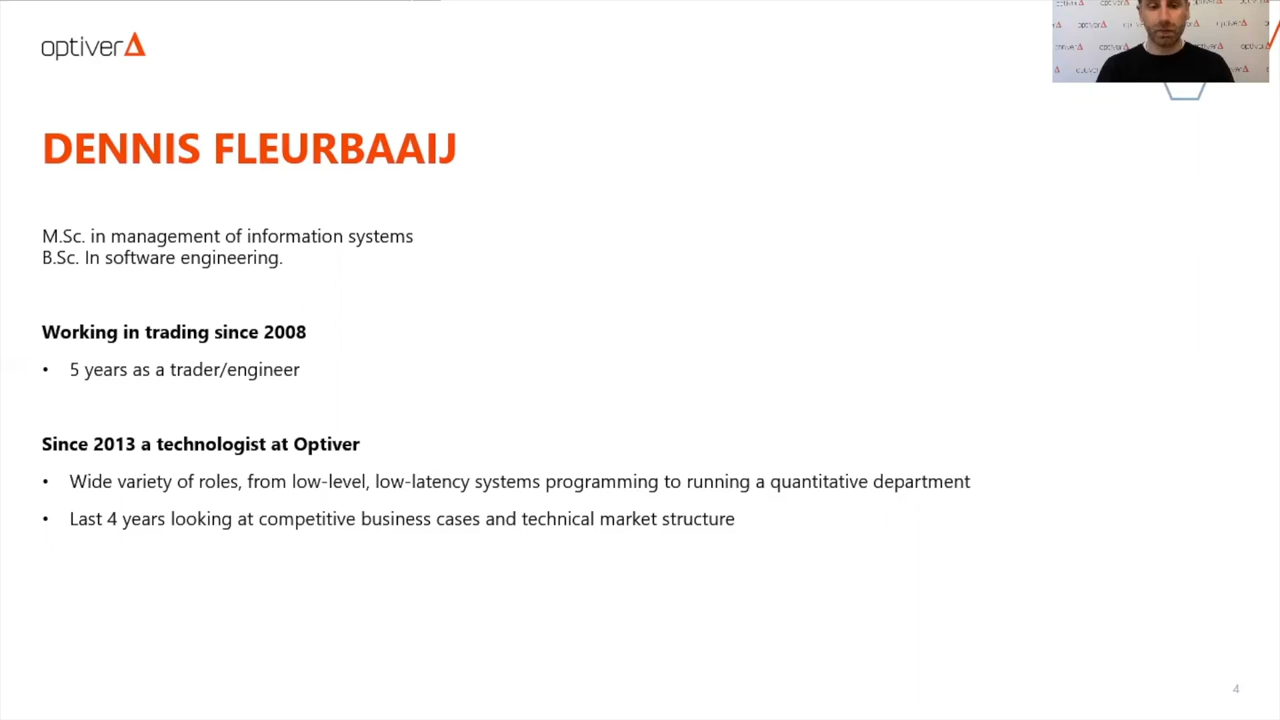 optiver
DENNIS FLEURBAAIJ
M.Sc. in management of information systems
B.Sc. In software engineering.
Working in trading since 2008
• 5 years as a trader/engineer
Since 2013 a technologist at Optiver
• Wide variety of roles, from low-level, low-latency systems programming to running a quantitative department
• Last 4 years looking at competitive business cases and technical market structure
4